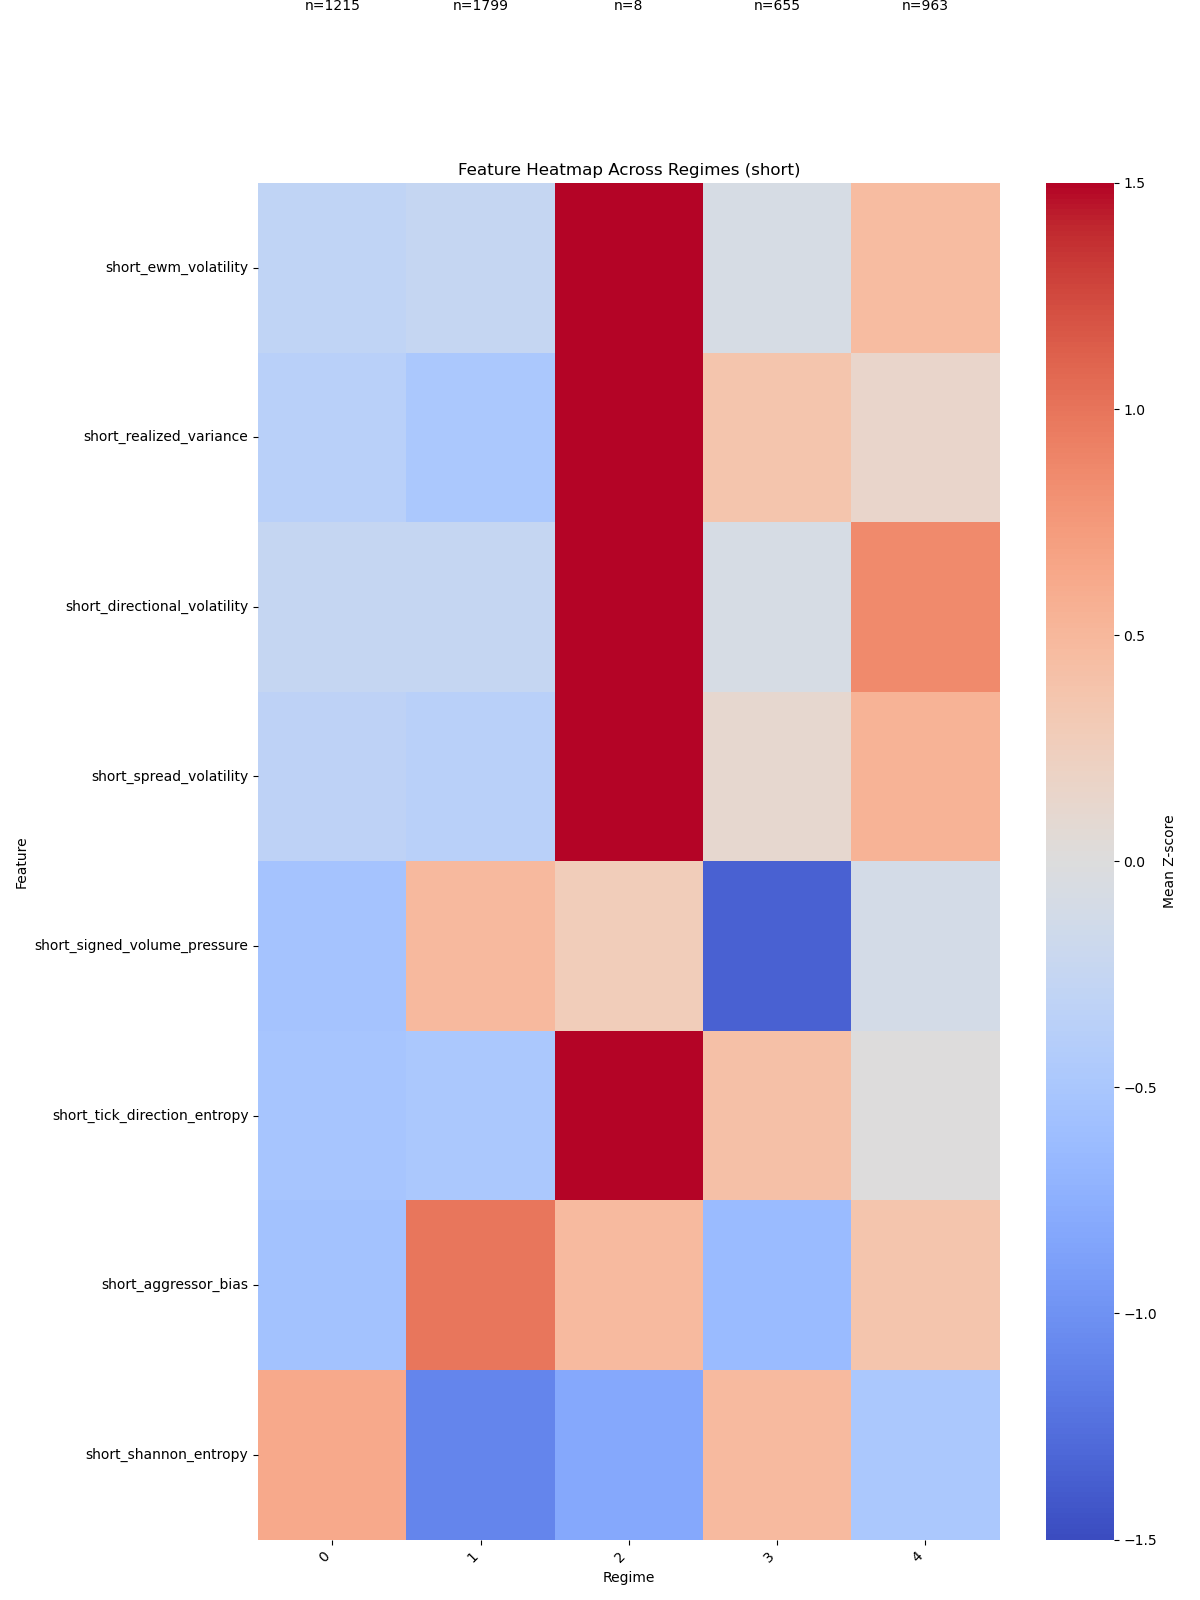 n=1215 n=1799 n=8 n=655 n=963
Feature Heatmap Across Regimes (short)
short_ewm_volatility
short_realized_variance
short_directional_volatility
short_spread_volatility
short_signed_volume_pressure
short_tick_direction_entropy
short_aggressor_bias
short_shannon_entropy
Feature
0 1 2 3 4
Regime
1.5
1.0
0.5
0.0
−0.5
−1.0
−1.5
Mean Z-score